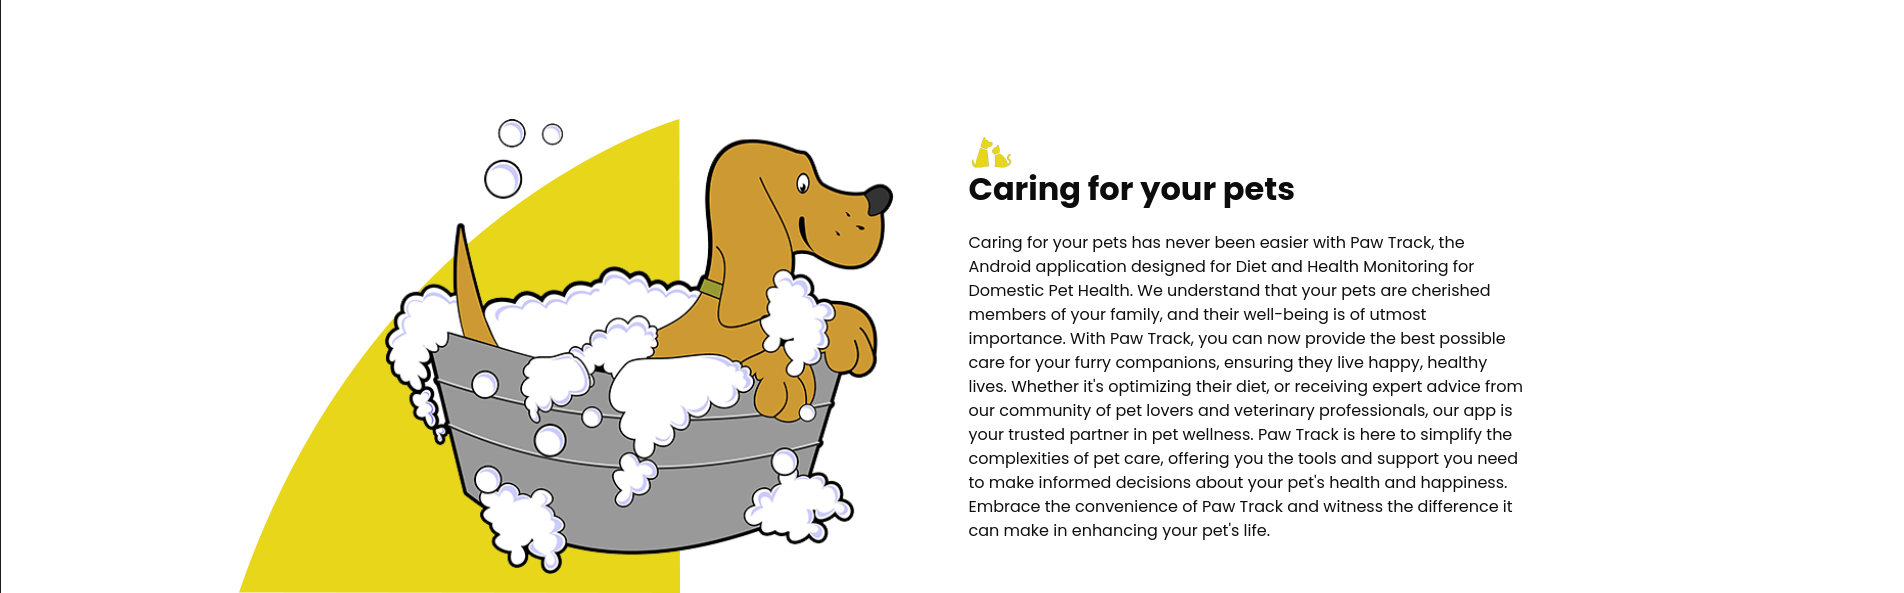 Caring for your pets
Caring for your pets has never been easier with Paw Track, the
Android application designed for Diet and Health Monitoring for
Domestic Pet Health. We understand that your pets are cherished
members of your family, and their well-being is of utmost
importance. With Paw Track, you can now provide the best possible
care for your furry companions, ensuring they live happy, healthy
lives. Whether it's optimizing their diet, or receiving expert advice from
our community of pet lovers and veterinary professionals, our app is
your trusted partner in pet wellness. Paw Track is here to simplify the
complexities of pet care, offering you the tools and support you need
to make informed decisions about your pet's health and happiness.
Embrace the convenience of Paw Track and witness the difference it
can make in enhancing your pet's life.